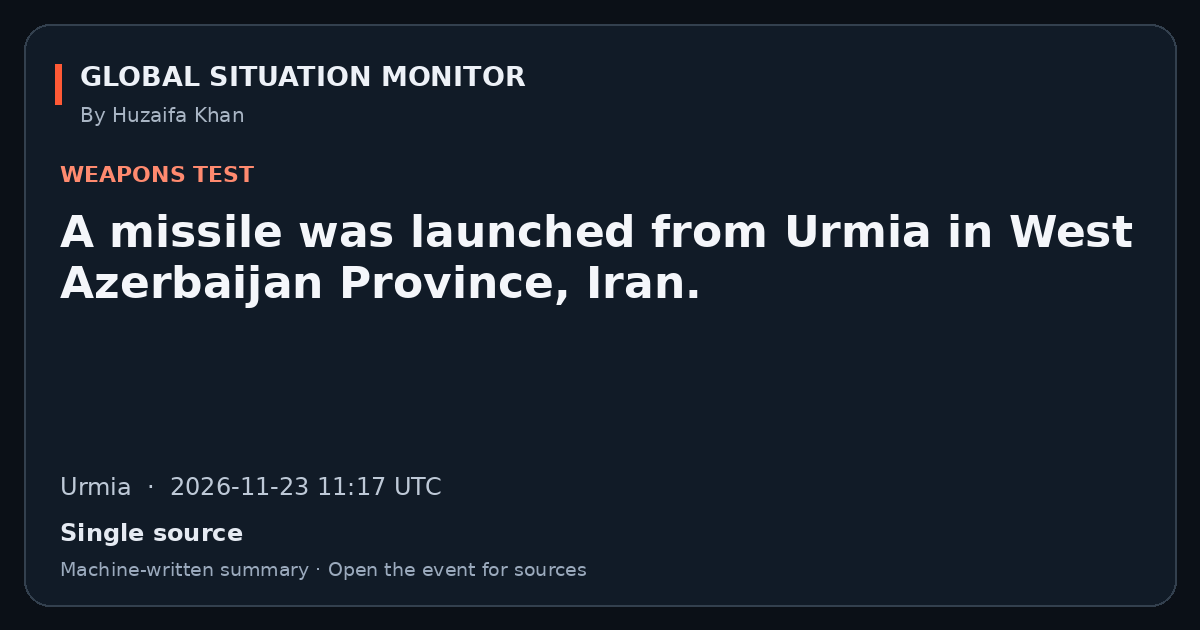 GLOBAL SITUATION MONITOR
By Huzaifa Khan
WEAPONS TEST
A missile was launched from Urmia in West
Azerbaijan Province, Iran.
Urmia · 2026-11-23 11:17 UTC
Single source
Machine-written summary · Open the event for sources